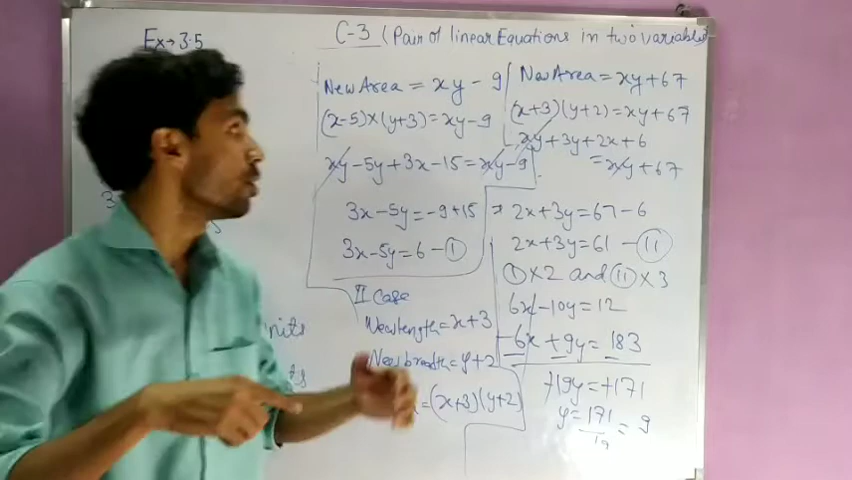 Ex→3.5
C-3 (Pair of linear Equations in two variables)
New Area = xy - 9
(x-5)×(y+3)=xy-9
xy-5y+3x-15=xy-9
3x-5y=-9+15
3x-5y=6-①
II Case
New length=x+3
New breadth=y+2
=(x+3)(y+2)
New Area=xy+67
(x+3)(y+2)=xy+67
xy+3y+2x+6
=xy+67
⇒ 2x+3y=67-6
2x+3y=61-⑪
①×2 and ⑪×3
6x-10y=12
-6x+9y=183
+19y=+171
y=171/19=9
nits